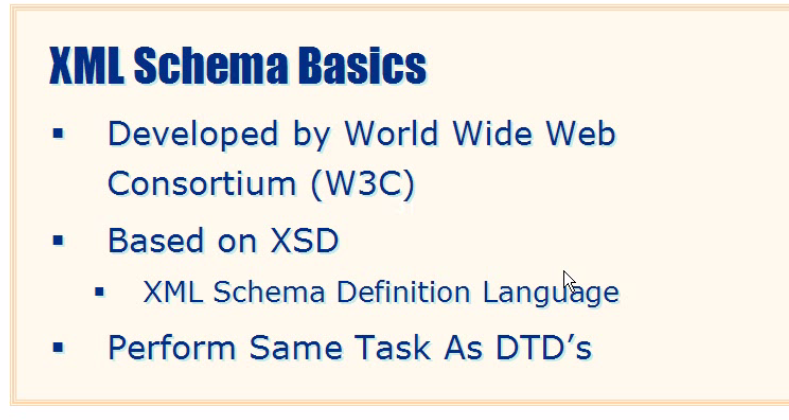 XML Schema Basics
▪ Developed by World Wide Web
Consortium (W3C)
▪ Based on XSD
▪ XML Schema Definition Language
▪ Perform Same Task As DTD's